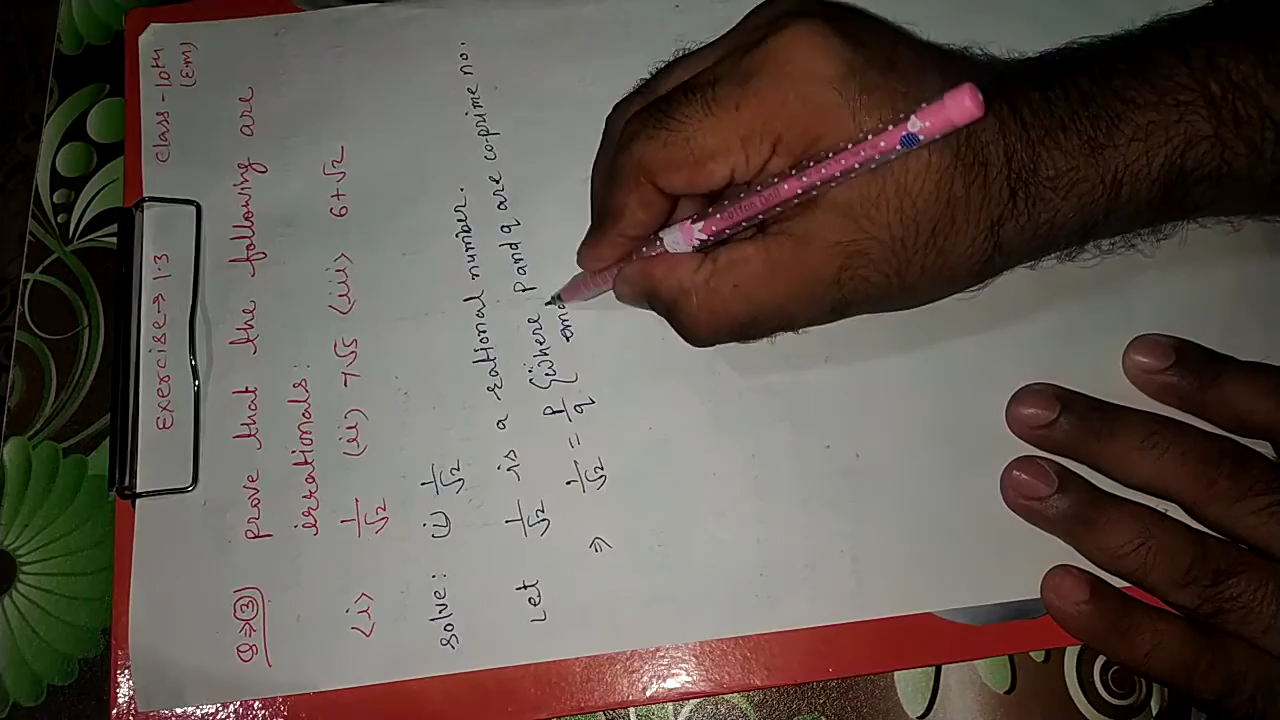 Exercise→ 1.3
Class-10th
(EM)
Q⇒③ prove that the following are
irrationals:
(i) 1/√2 (ii) 7√5 (iii) 6+√2
Solve: (i) 1/√2
Let 1/√2 is a rational number.
⇒ 1/√2 = p/q {where p and q are co-prime no.
and